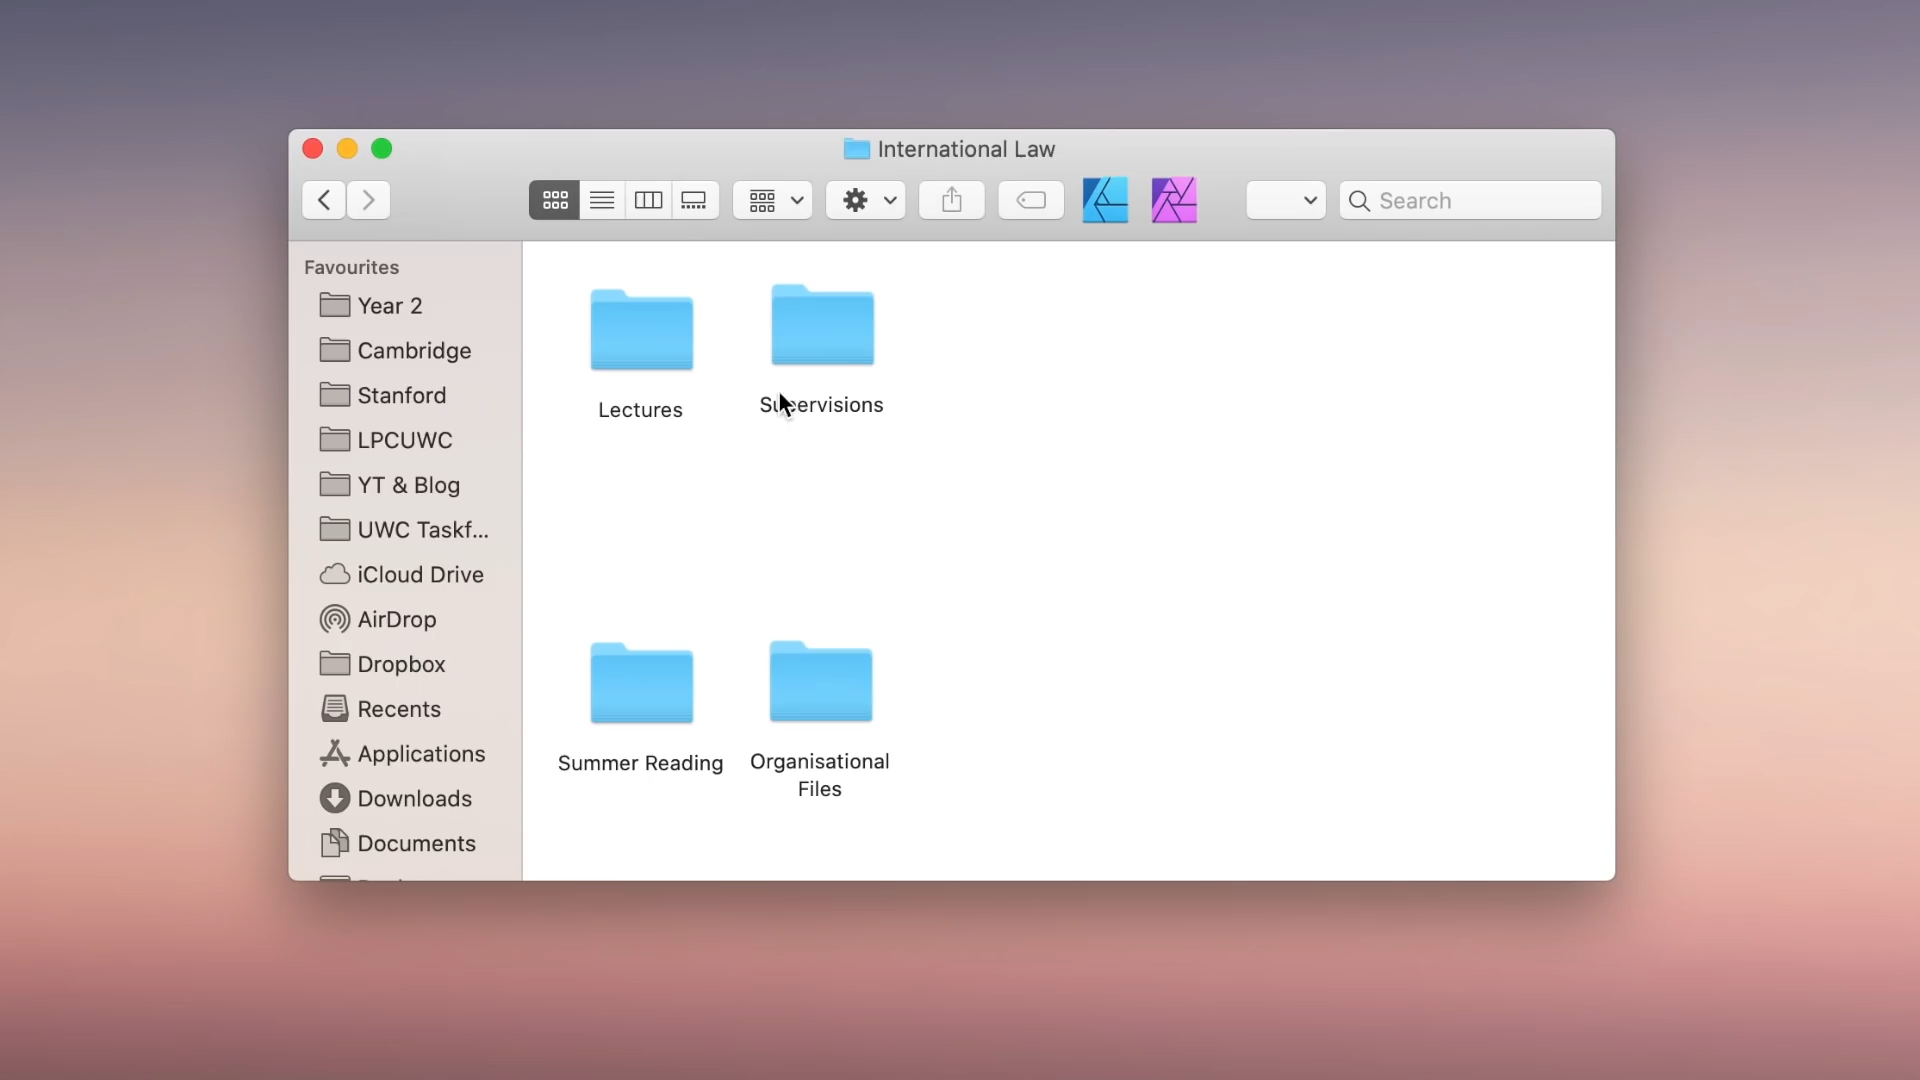 International Law
Search
Favourites
Year 2
Cambridge
Stanford
LPCUWC
YT & Blog
UWC Taskf...
iCloud Drive
AirDrop
Dropbox
Recents
Applications
Downloads
Documents
Lectures
Supervisions
Summer Reading
Organisational
Files